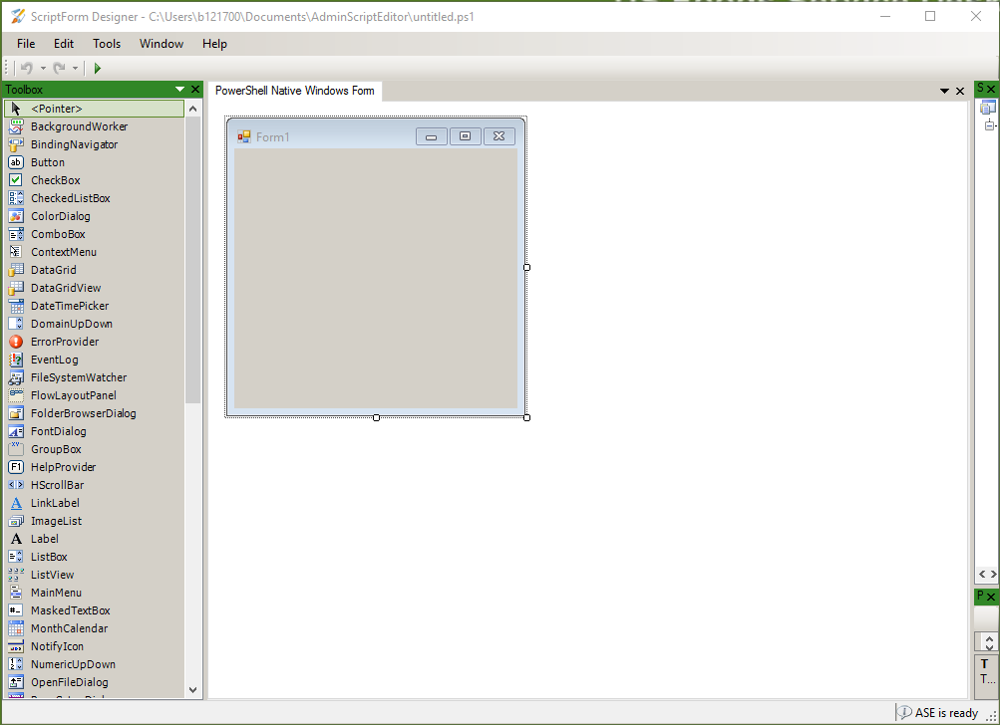 ScriptForm Designer - C:\Users\b121700\Documents\AdminScriptEditor\untitled.ps1
File Edit Tools Window Help
Toolbox
PowerShell Native Windows Form
S
<Pointer>
BackgroundWorker
BindingNavigator
Button
CheckBox
CheckedListBox
ColorDialog
ComboBox
ContextMenu
DataGrid
DataGridView
DateTimePicker
DomainUpDown
ErrorProvider
EventLog
FileSystemWatcher
FlowLayoutPanel
FolderBrowserDialog
FontDialog
GroupBox
HelpProvider
HScrollBar
LinkLabel
ImageList
Label
ListBox
ListView
MainMenu
MaskedTextBox
MonthCalendar
NotifyIcon
NumericUpDown
OpenFileDialog
Form1
P
T
T...
ASE is ready